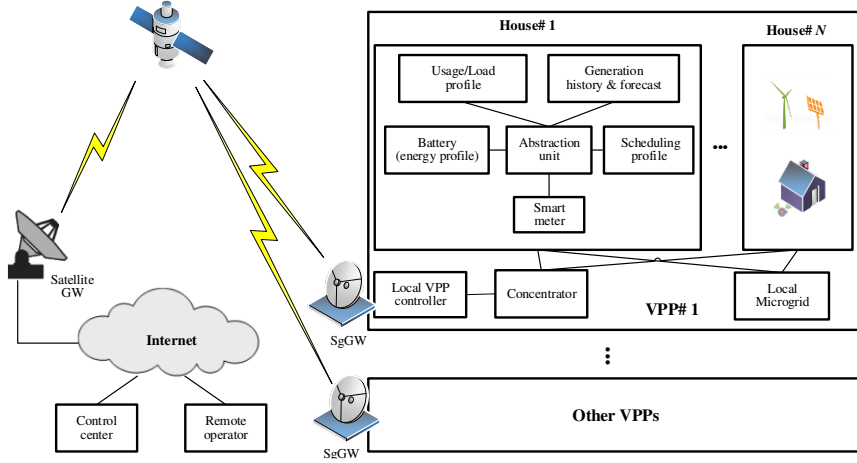 House# 1
House# N
Usage/Load
profile
Generation
history & forecast
Battery
(energy profile)
Abstraction
unit
Scheduling
profile
...
Smart
meter
Satellite
GW
Local VPP
controller
Concentrator
Local
Microgrid
SgGW
VPP# 1
Internet
Control
center
Remote
operator
Other VPPs
SgGW